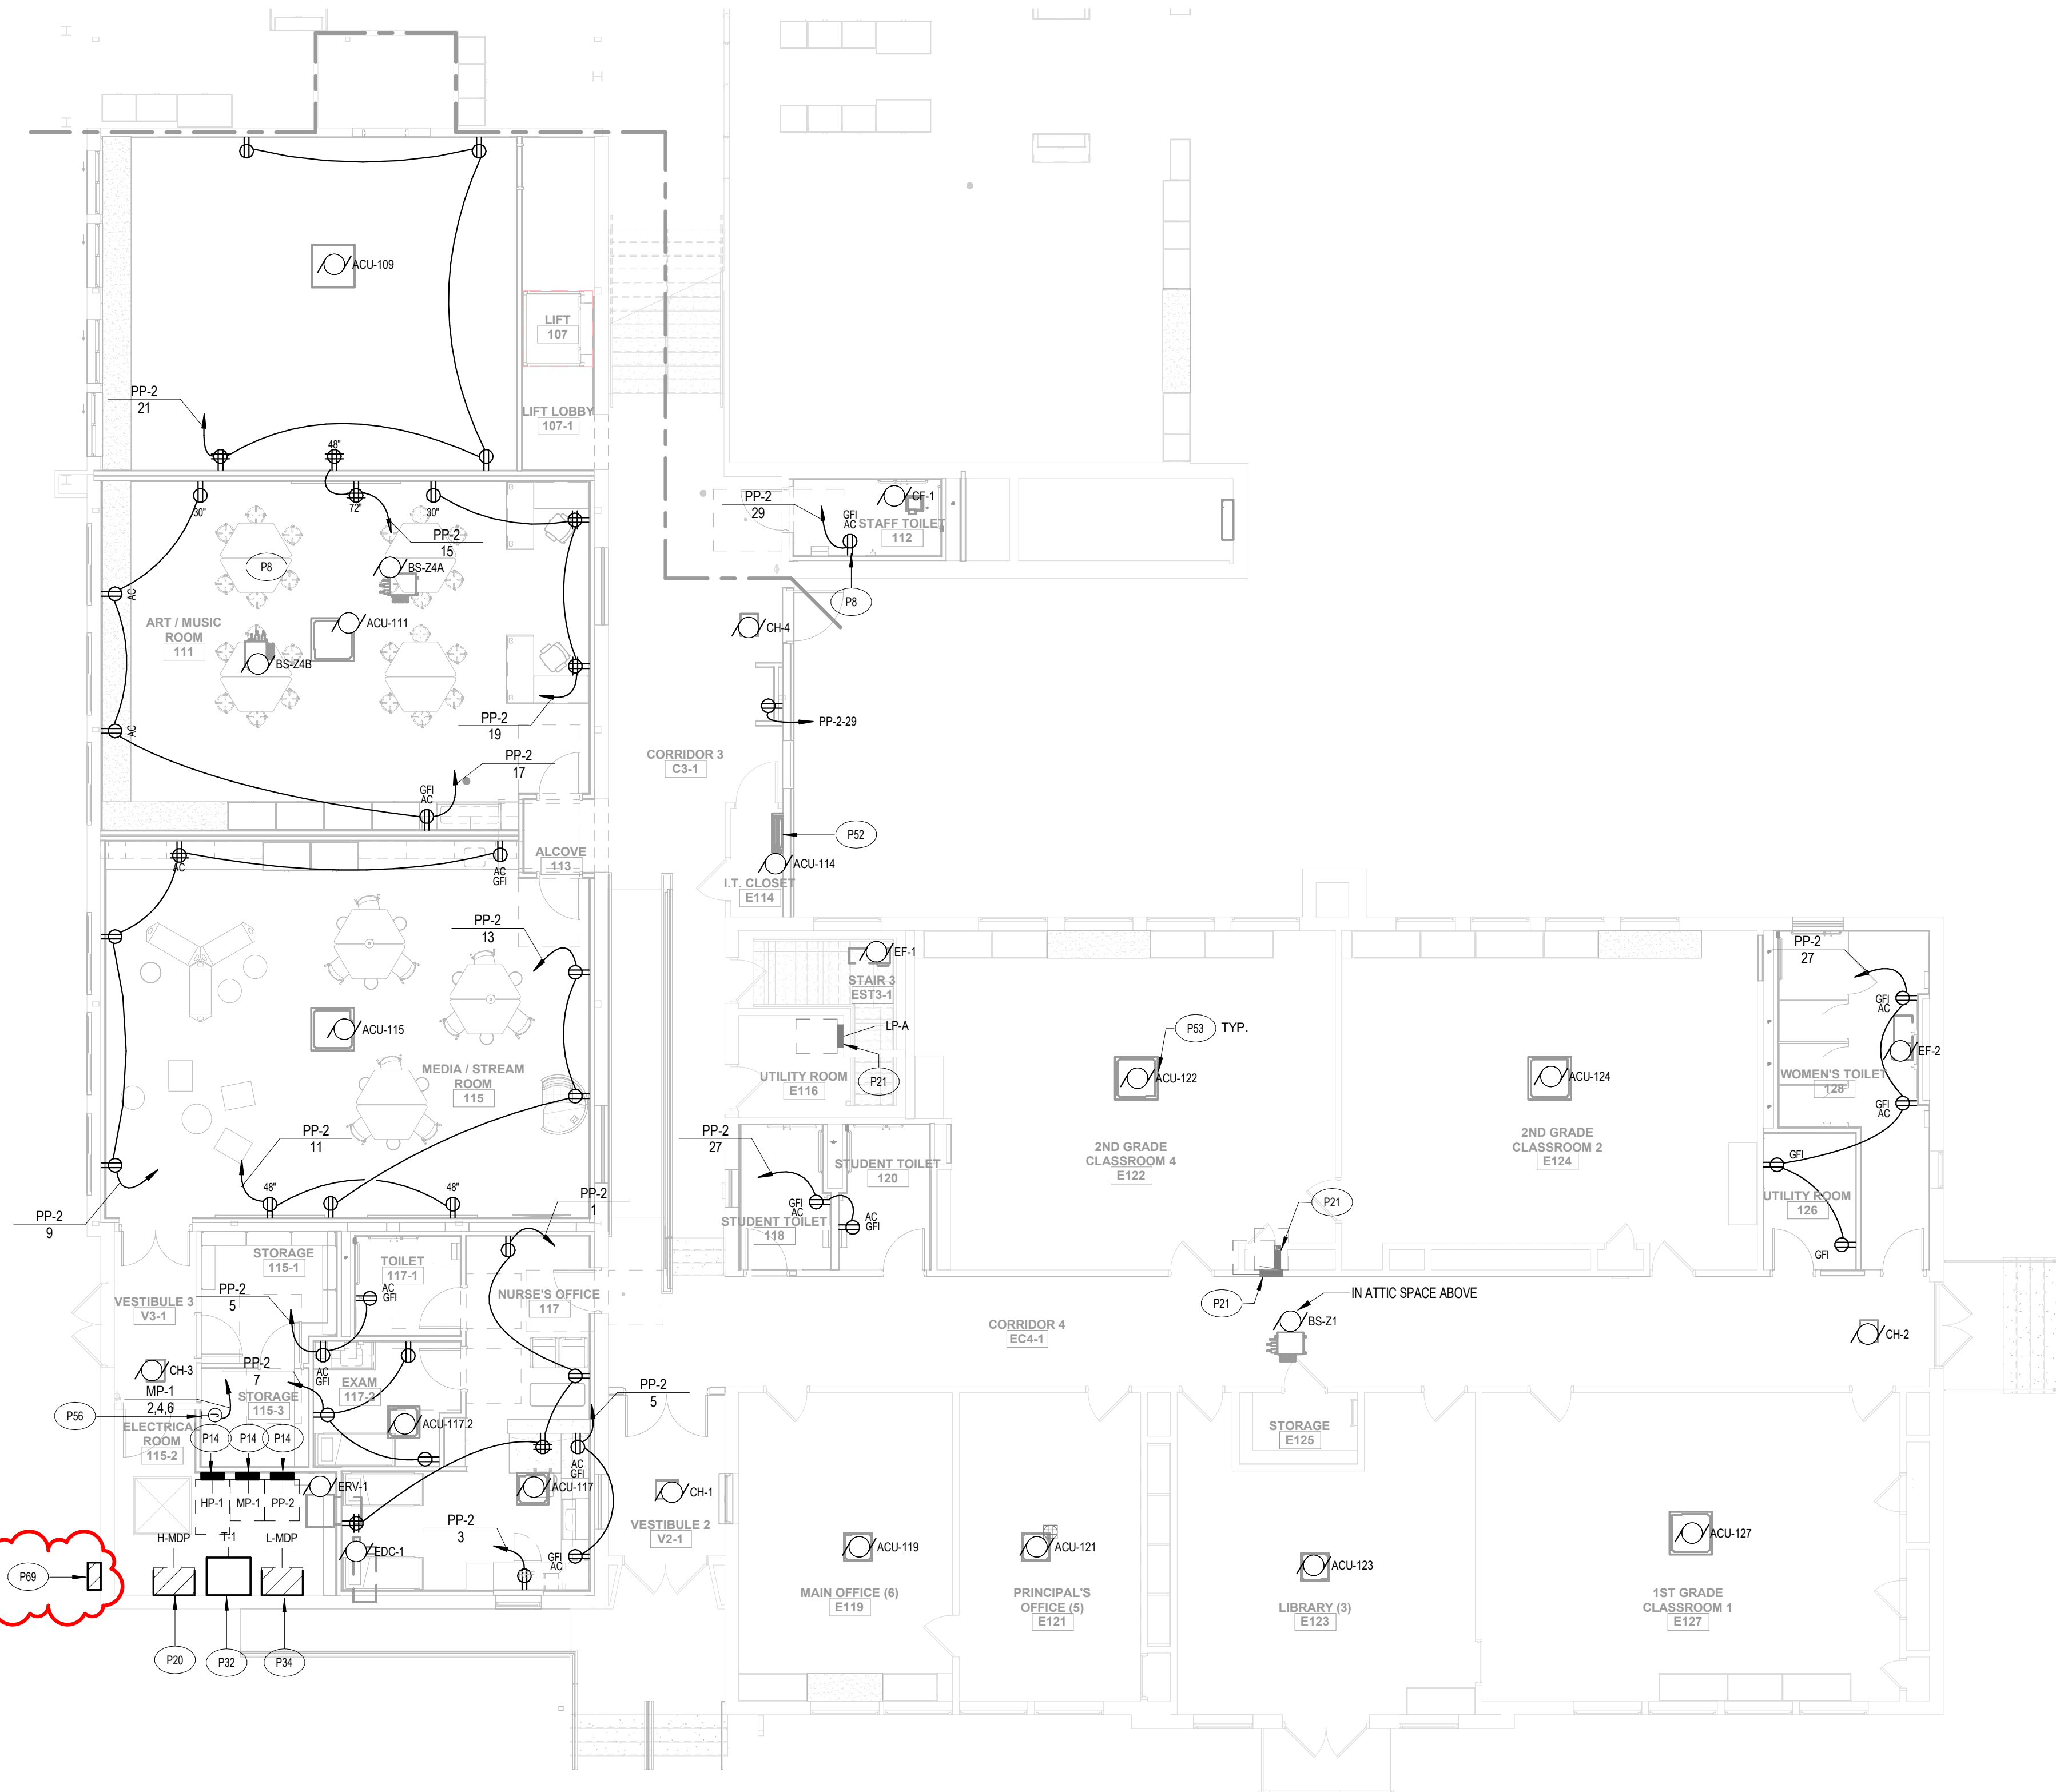 ACU-109
LIFT
107
PP-2
21
48"
LIFT LOBBY
107-1
30"
72"
30"
PP-2
15
P8
BS-Z4A
AC
ART / MUSIC
ROOM
111
ACU-111
BS-Z4B
AC
PP-2
19
PP-2
17
GFI
AC
PP-2
29
GFI
AC
CF-1
STAFF TOILET
112
P8
CH-4
PP-2-29
CORRIDOR 3
C3-1
P52
ACU-114
I.T. CLOSET
E114
ALCOVE
113
AC
AC
GFI
PP-2
13
ACU-115
MEDIA / STREAM
ROOM
115
PP-2
11
48"
48"
PP-2
9
PP-2
1
EF-1
STAIR 3
EST3-1
LP-A
P21
UTILITY ROOM
E116
PP-2
27
STUDENT TOILET
120
GFI
AC
AC
GFI
STUDENT TOILET
118
P53
TYP.
ACU-122
2ND GRADE
CLASSROOM 4
E122
ACU-124
2ND GRADE
CLASSROOM 2
E124
PP-2
27
GFI
AC
EF-2
WOMEN'S TOILET
128
GFI
AC
GFI
UTILITY ROOM
126
GFI
P21
P21
IN ATTIC SPACE ABOVE
BS-Z1
CORRIDOR 4
EC4-1
CH-2
STORAGE
115-1
TOILET
117-1
AC
GFI
NURSE'S OFFICE
117
VESTIBULE 3
V3-1
PP-2
5
AC
GFI
CH-3
PP-2
7
EXAM
117-2
MP-1
2,4,6
STORAGE
115-3
P56
ACU-117.2
PP-2
5
ELECTRICAL
ROOM
115-2
P14
P14
P14
AC
GFI
ERV-1
ACU-117
HP-1
MP-1
PP-2
H-MDP
T-1
L-MDP
PP-2
3
EDC-1
GFI
AC
P69
P20
P32
P34
CH-1
VESTIBULE 2
V2-1
ACU-119
MAIN OFFICE (6)
E119
ACU-121
PRINCIPAL'S
OFFICE (5)
E121
STORAGE
E125
ACU-123
LIBRARY (3)
E123
ACU-127
1ST GRADE
CLASSROOM 1
E127